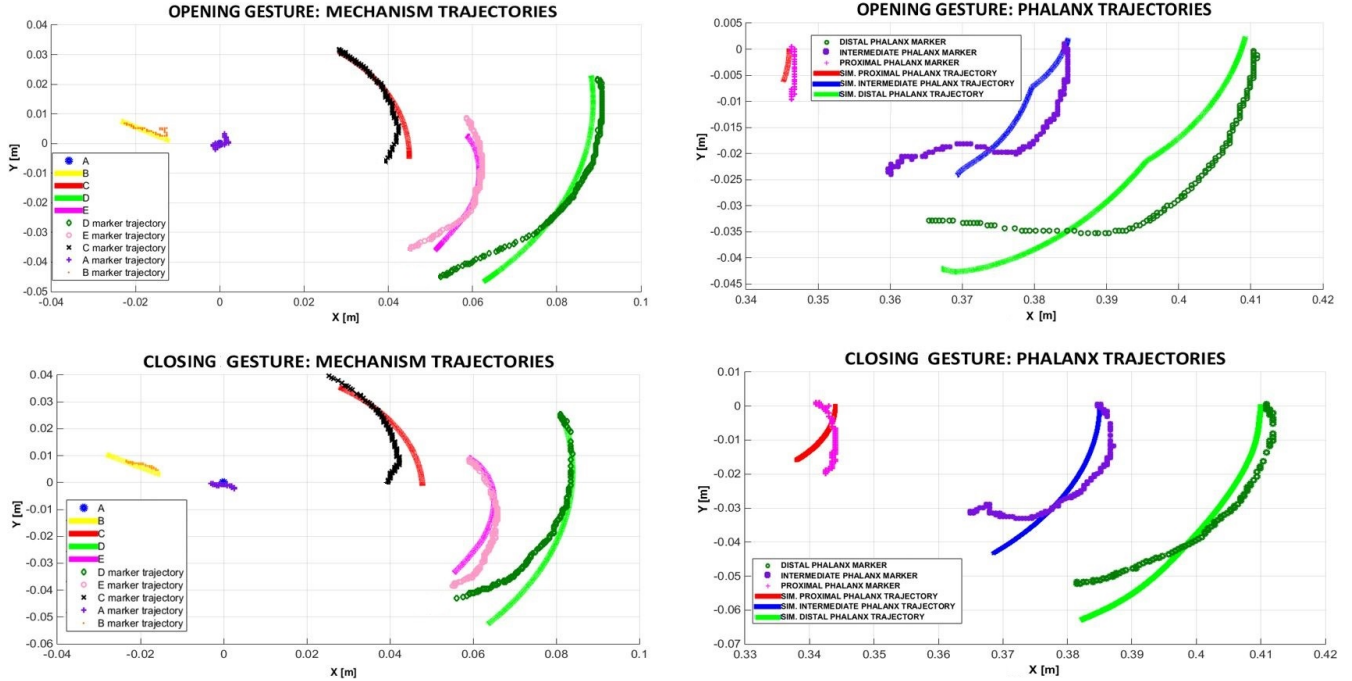 OPENING GESTURE: MECHANISM TRAJECTORIES
0.04
0.03
0.02
0.01
0
-0.01
-0.02
-0.03
-0.04
-0.05
Y [m]
A
B
C
D
E
D marker trajectory
E marker trajectory
C marker trajectory
A marker trajectory
B marker trajectory
-0.04
-0.02
0
0.02
0.04
0.06
0.08
0.1
X [m]
OPENING GESTURE: PHALANX TRAJECTORIES
0.005
0
-0.005
-0.01
-0.015
-0.02
-0.025
-0.03
-0.035
-0.04
-0.045
Y [m]
DISTAL PHALANX MARKER
INTERMEDIATE PHALANX MARKER
PROXIMAL PHALANX MARKER
SIM. PROXIMAL PHALANX TRAJECTORY
SIM. INTERMEDIATE PHALANX TRAJECTORY
SIM. DISTAL PHALANX TRAJECTORY
0.34
0.35
0.36
0.37
0.38
0.39
0.4
0.41
0.42
X [m]
CLOSING GESTURE: MECHANISM TRAJECTORIES
0.04
0.03
0.02
0.01
0
-0.01
-0.02
-0.03
-0.04
-0.05
-0.06
Y [m]
A
B
C
D
E
D marker trajectory
E marker trajectory
C marker trajectory
A marker trajectory
B marker trajectory
-0.04
-0.02
0
0.02
0.04
0.06
0.08
0.1
X [m]
CLOSING GESTURE: PHALANX TRAJECTORIES
0.01
0
-0.01
-0.02
-0.03
-0.04
-0.05
-0.06
-0.07
Y [m]
DISTAL PHALANX MARKER
INTERMEDIATE PHALANX MARKER
PROXIMAL PHALANX MARKER
SIM. PROXIMAL PHALANX TRAJECTORY
SIM. INTERMEDIATE PHALANX TRAJECTORY
SIM. DISTAL PHALANX TRAJECTORY
0.33
0.34
0.35
0.36
0.37
0.38
0.39
0.4
0.41
0.42
X [m]